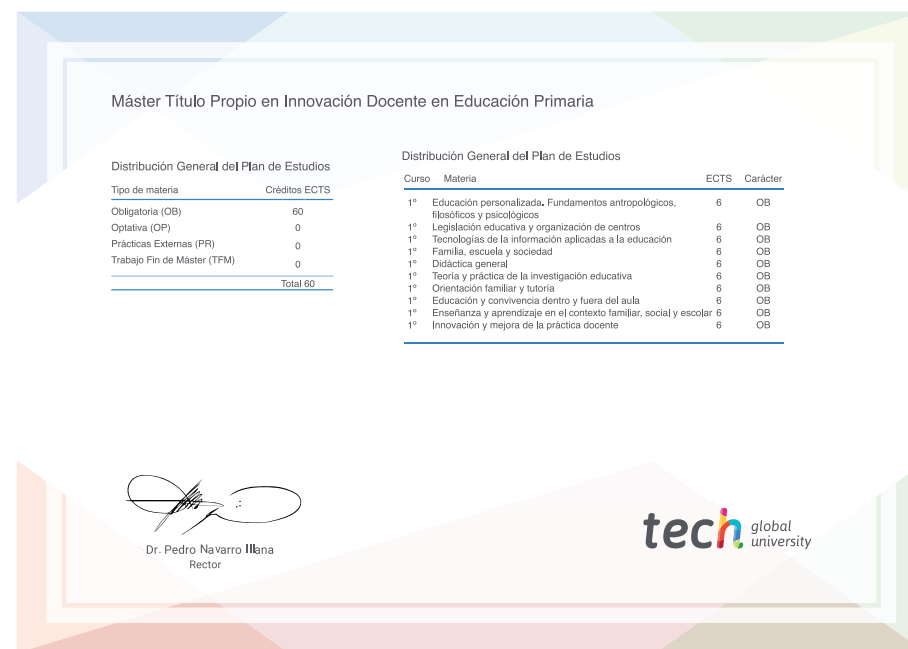 Máster Título Propio en Innovación Docente en Educación Primaria
Distribución General del Plan de Estudios
Tipo de materia Créditos ECTS
Obligatoria (OB) 60
Optativa (OP) 0
Prácticas Externas (PR) 0
Trabajo Fin de Máster (TFM) 0
Total 60
Distribución General del Plan de Estudios
Curso Materia ECTS Carácter
1º Educación personalizada. Fundamentos antropológicos, 6 OB
filosóficos y psicológicos
1º Legislación educativa y organización de centros 6 OB
1º Tecnologías de la información aplicadas a la educación 6 OB
1º Familia, escuela y sociedad 6 OB
1º Didáctica general 6 OB
1º Teoría y práctica de la investigación educativa 6 OB
1º Orientación familiar y tutoría 6 OB
1º Educación y convivencia dentro y fuera del aula 6 OB
1º Enseñanza y aprendizaje en el contexto familiar, social y escolar 6 OB
1º Innovación y mejora de la práctica docente 6 OB
Dr. Pedro Navarro Illana
Rector
tech global
university